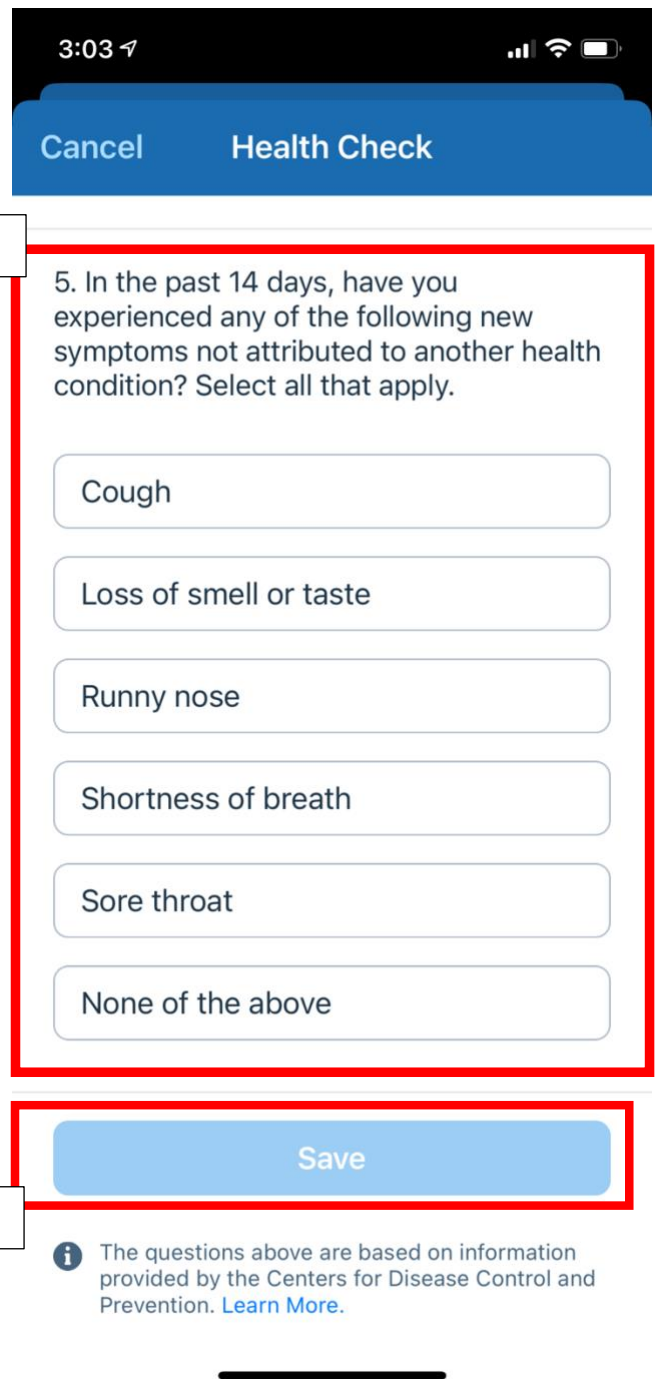 3:03
Cancel Health Check
5. In the past 14 days, have you
experienced any of the following new
symptoms not attributed to another health
condition? Select all that apply.
Cough
Loss of smell or taste
Runny nose
Shortness of breath
Sore throat
None of the above
Save
The questions above are based on information
provided by the Centers for Disease Control and
Prevention. Learn More.